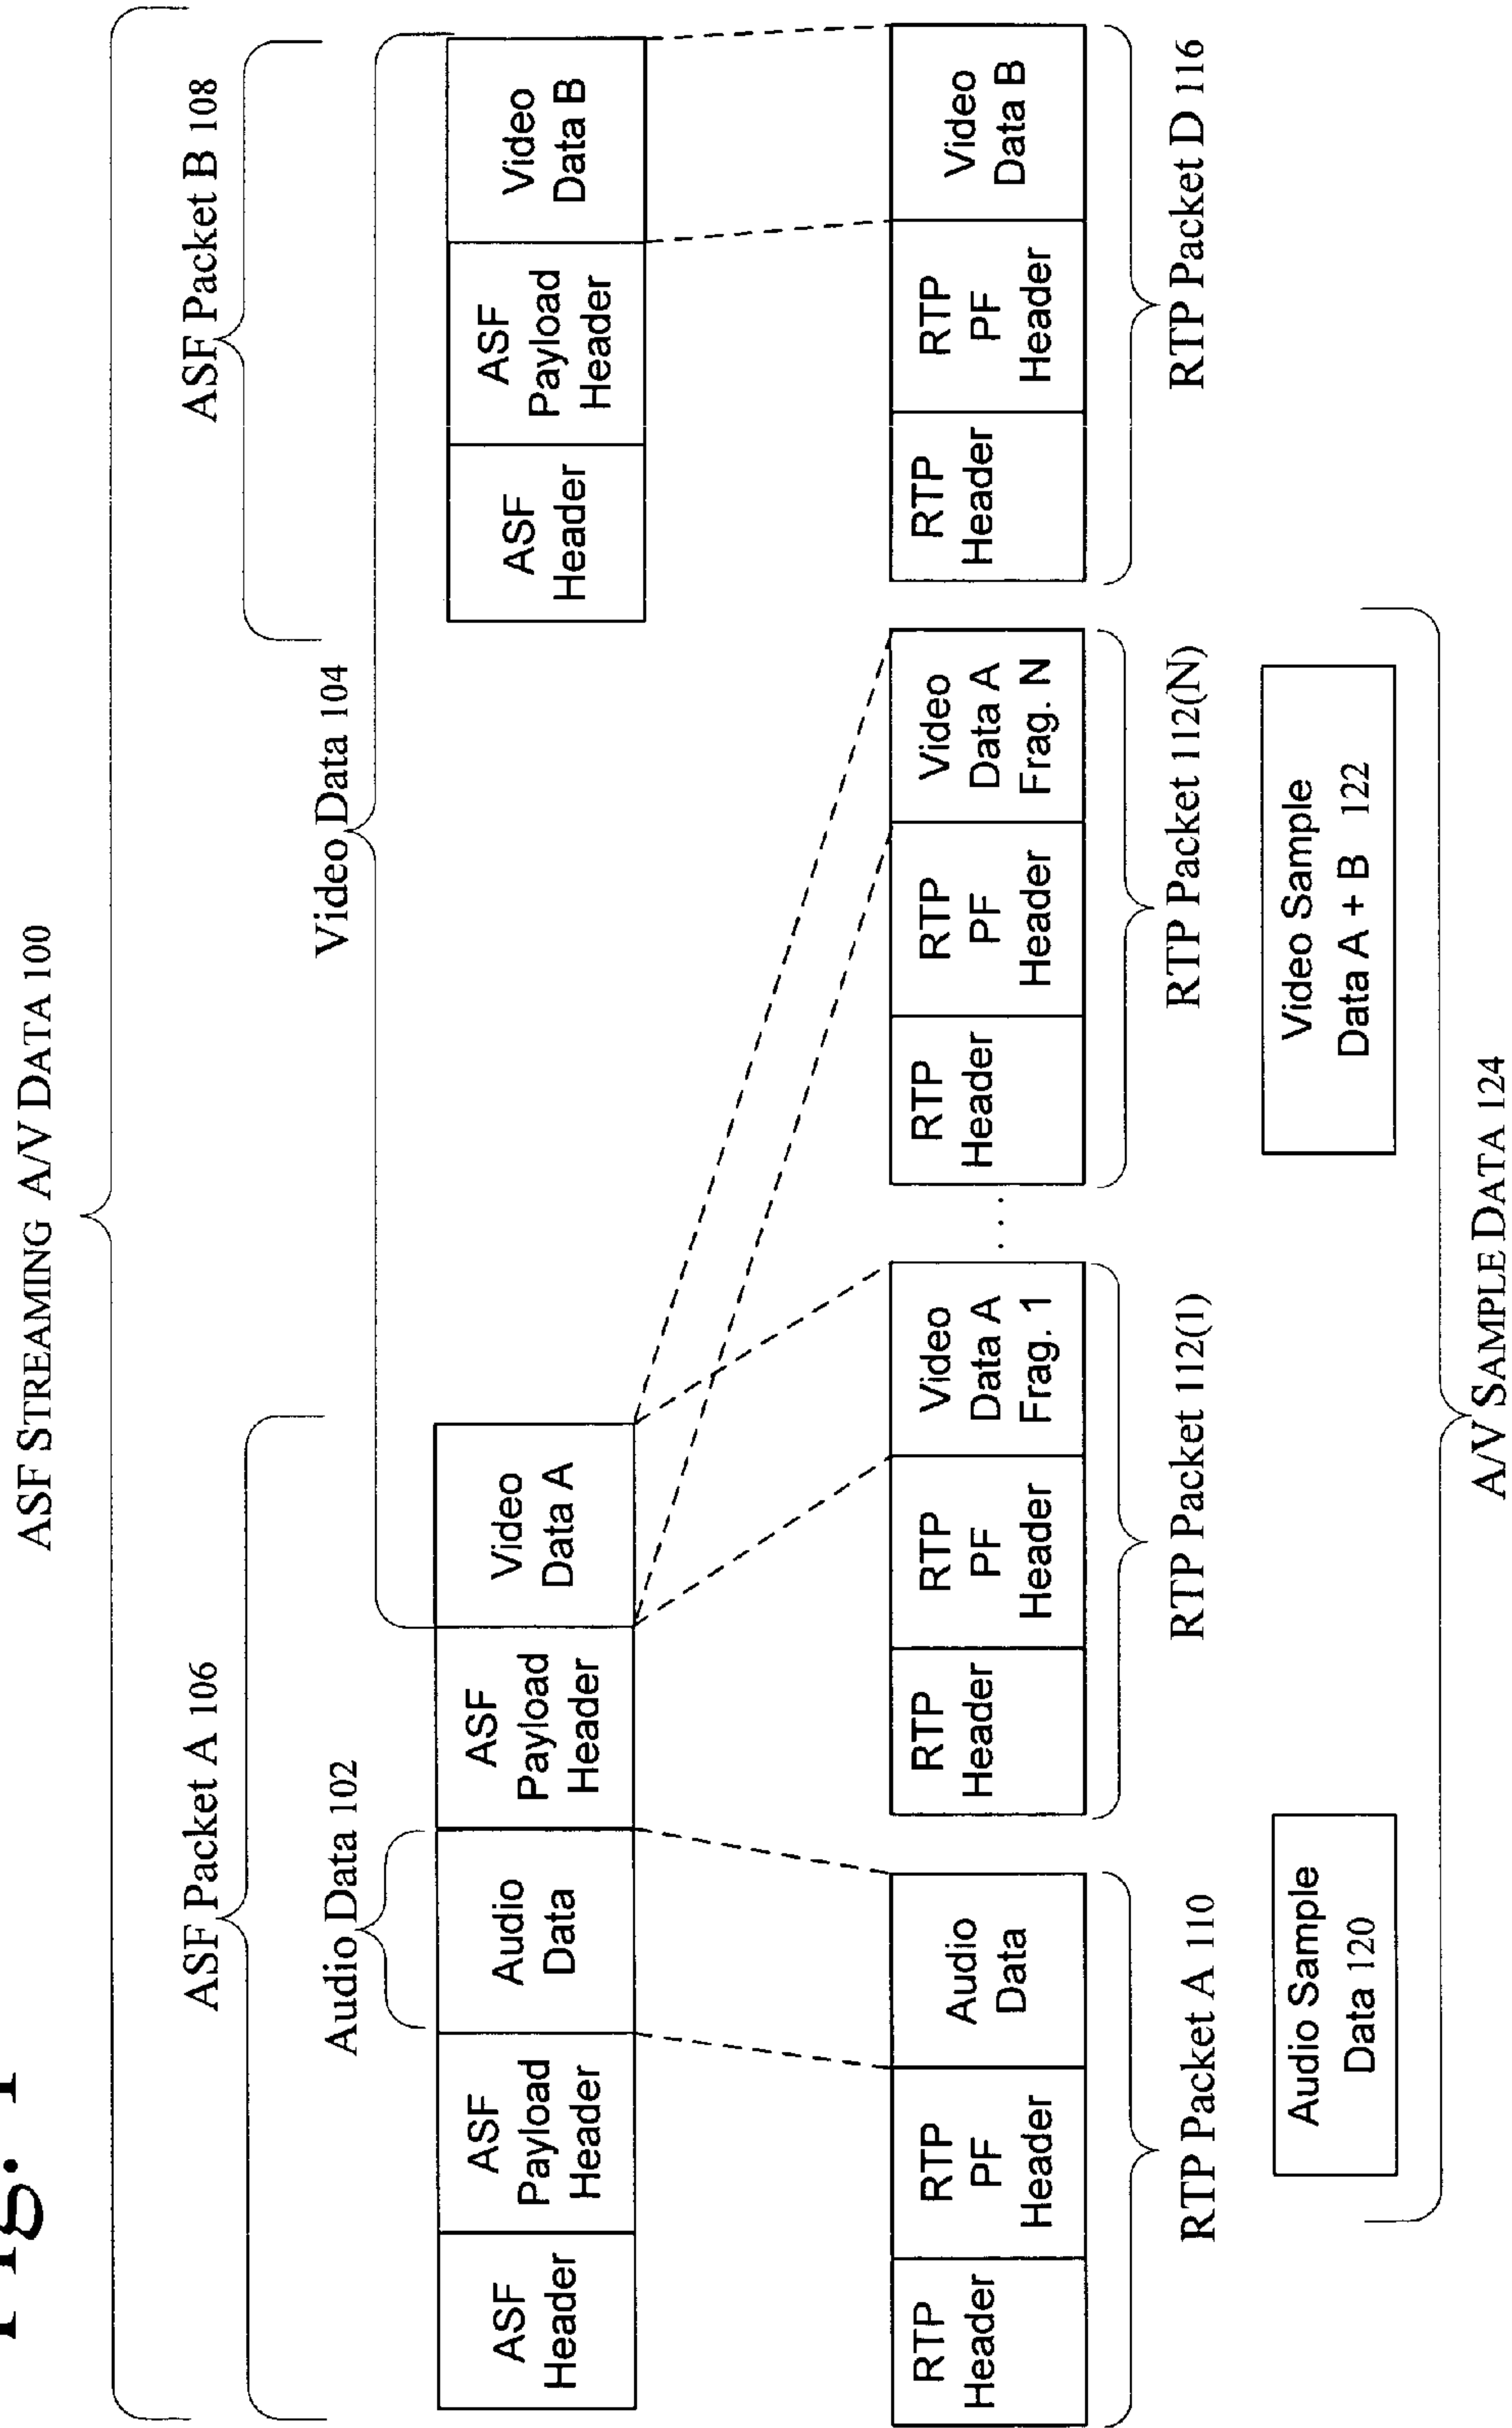 Fig. 1
ASF STREAMING A/V DATA 100
ASF Packet A 106
ASF Packet B 108
Audio Data 102
Video Data 104
ASF
Header
ASF
Payload
Header
Audio
Data
ASF
Payload
Header
Video
Data A
ASF
Header
ASF
Payload
Header
Video
Data B
RTP
Header
RTP
PF
Header
Audio
Data
RTP
Header
RTP
PF
Header
Video
Data A
Frag. 1
. . .
RTP
Header
RTP
PF
Header
Video
Data A
Frag. N
RTP
Header
RTP
PF
Header
Video
Data B
RTP Packet A 110
RTP Packet 112(1)
RTP Packet 112(N)
RTP Packet D 116
Audio Sample
Data 120
Video Sample
Data A + B 122
A/V SAMPLE DATA 124